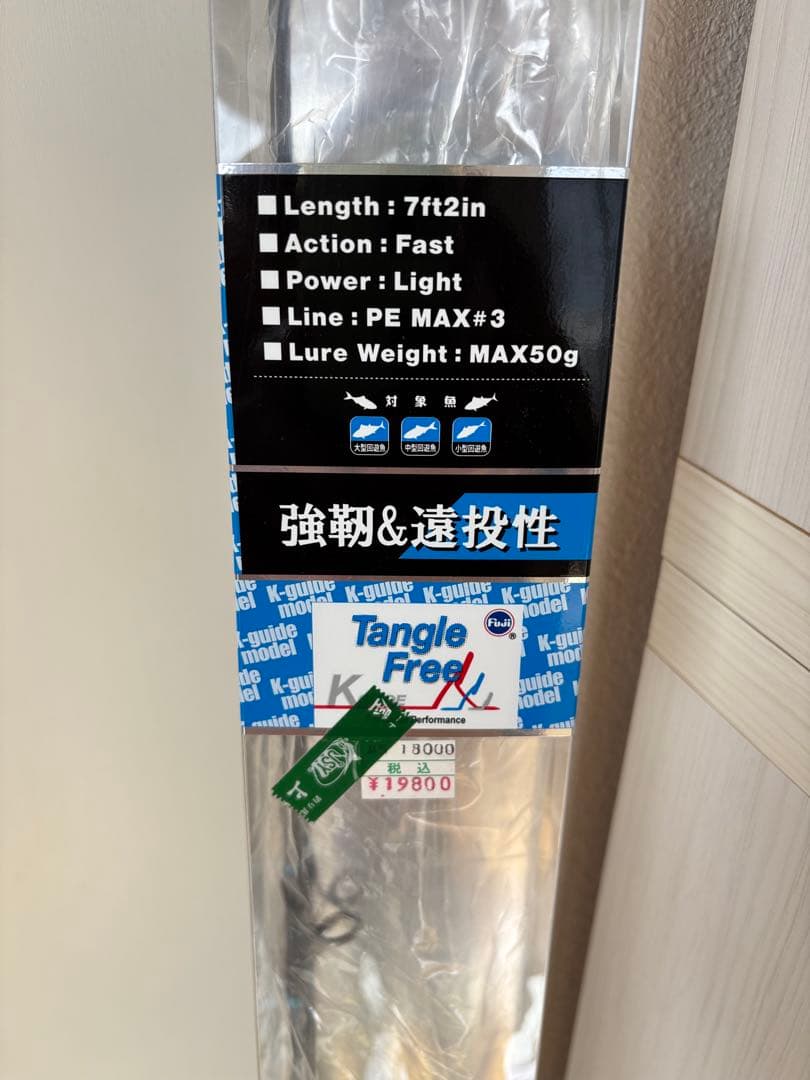 ■Length：7ft2in
■Action：Fast
■Power：Light
■Line：PE MAX#3
■Lure Weight：MAX50g
対象魚
大型回遊魚 中型回遊魚 小型回遊魚
強靭&遠投性
K-guide model
Tangle Free
Fuji®
K
Performance
18000
税込
¥19800